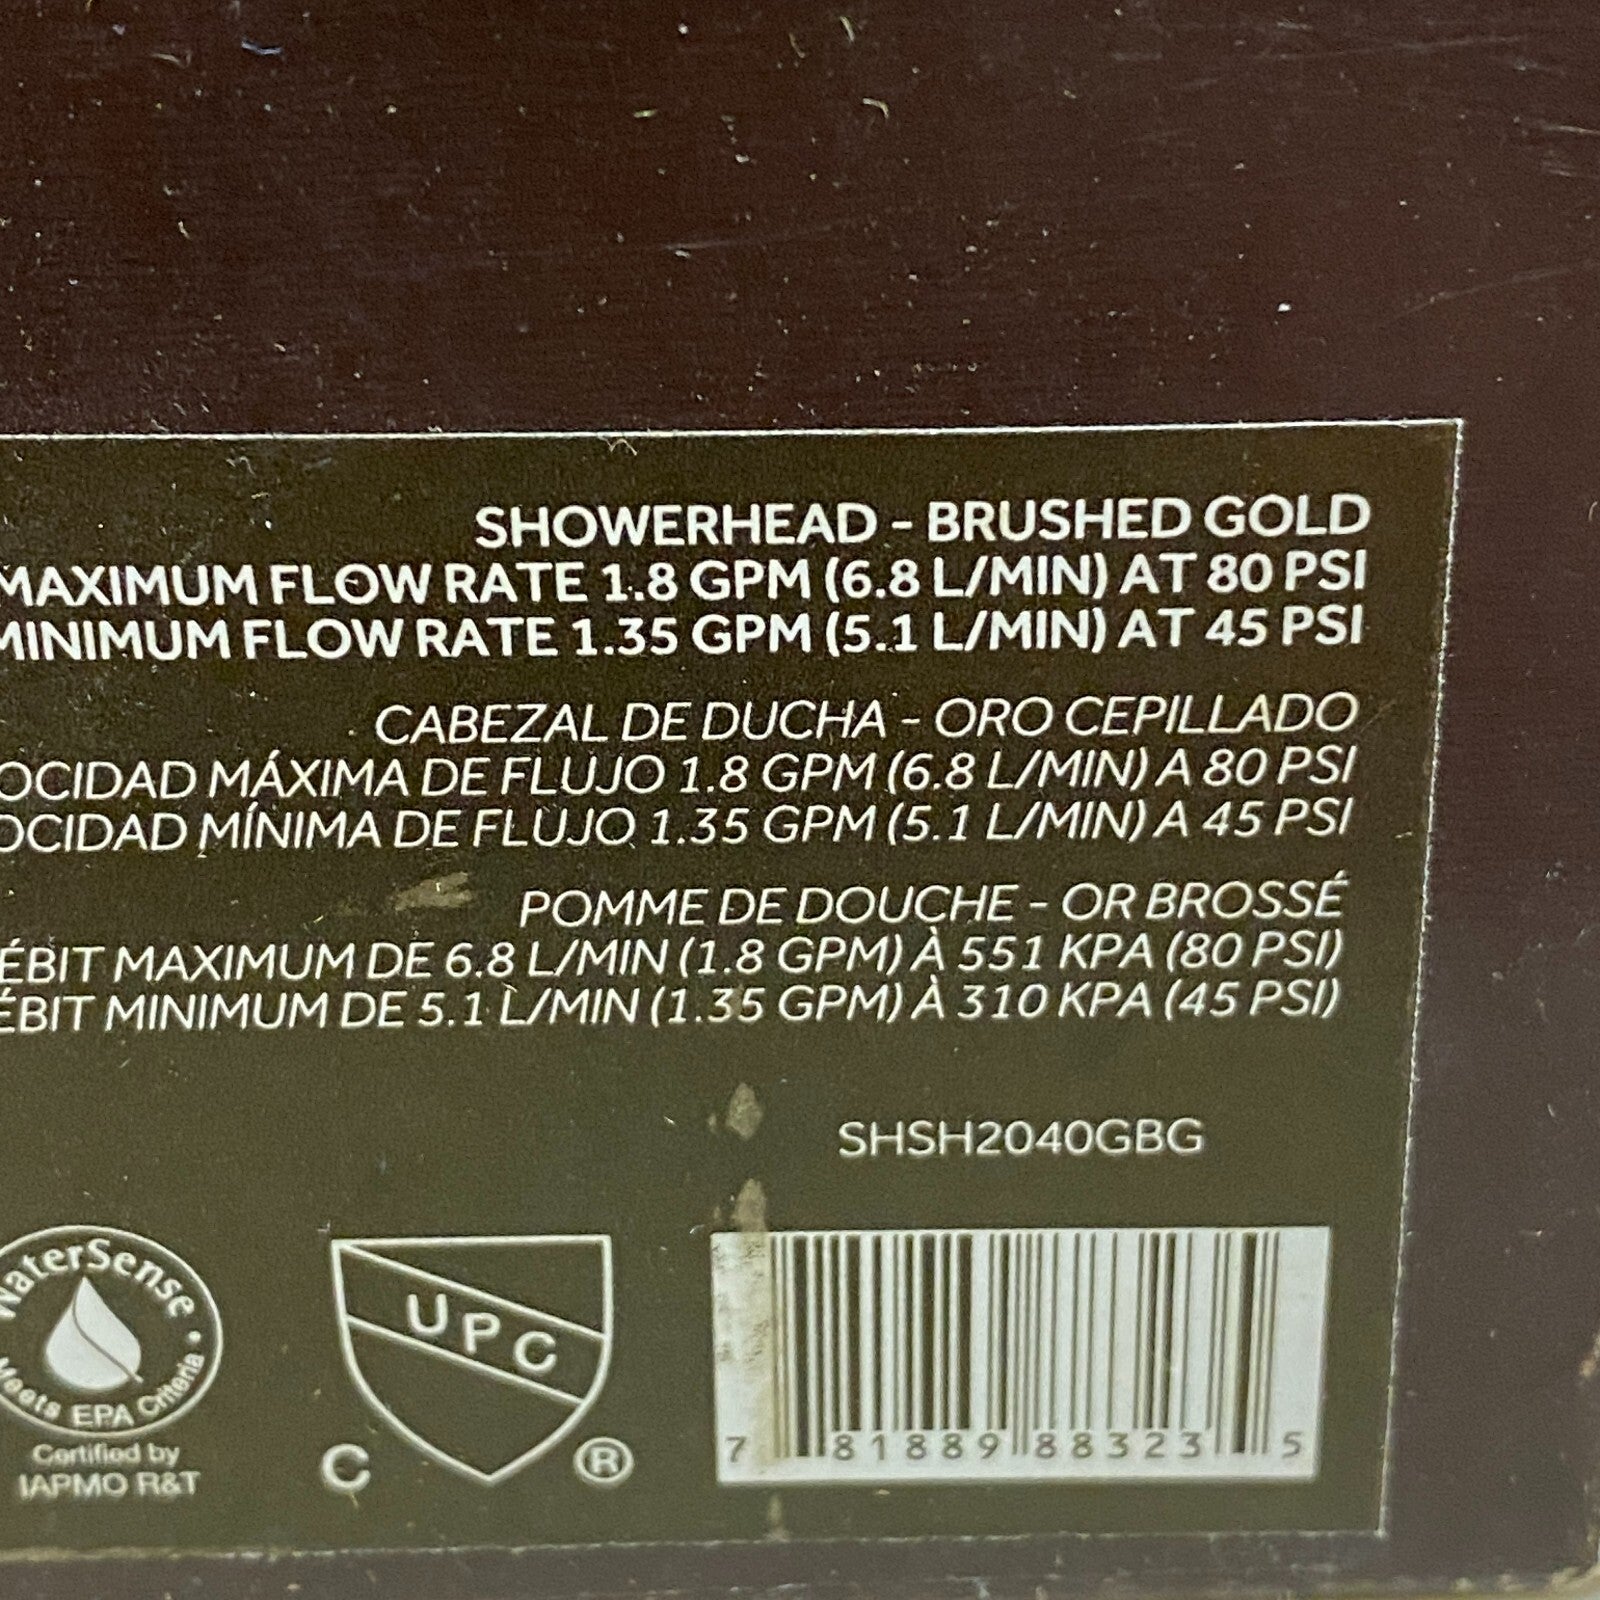 SHOWERHEAD - BRUSHED GOLD
MAXIMUM FLOW RATE 1.8 GPM (6.8 L/MIN) AT 80 PSI
MINIMUM FLOW RATE 1.35 GPM (5.1 L/MIN) AT 45 PSI
CABEZAL DE DUCHA - ORO CEPILLADO
OCIDAD MÁXIMA DE FLUJO 1.8 GPM (6.8 L/MIN) A 80 PSI
OCIDAD MÍNIMA DE FLUJO 1.35 GPM (5.1 L/MIN) A 45 PSI
POMME DE DOUCHE - OR BROSSÉ
ÉBIT MAXIMUM DE 6.8 L/MIN (1.8 GPM) À 551 KPA (80 PSI)
ÉBIT MINIMUM DE 5.1 L/MIN (1.35 GPM) À 310 KPA (45 PSI)
SHSH2040GBG
WaterSense
Meets EPA Criteria
Certified by
IAPMO R&T
UPC
C ®
7 81889 88323 5